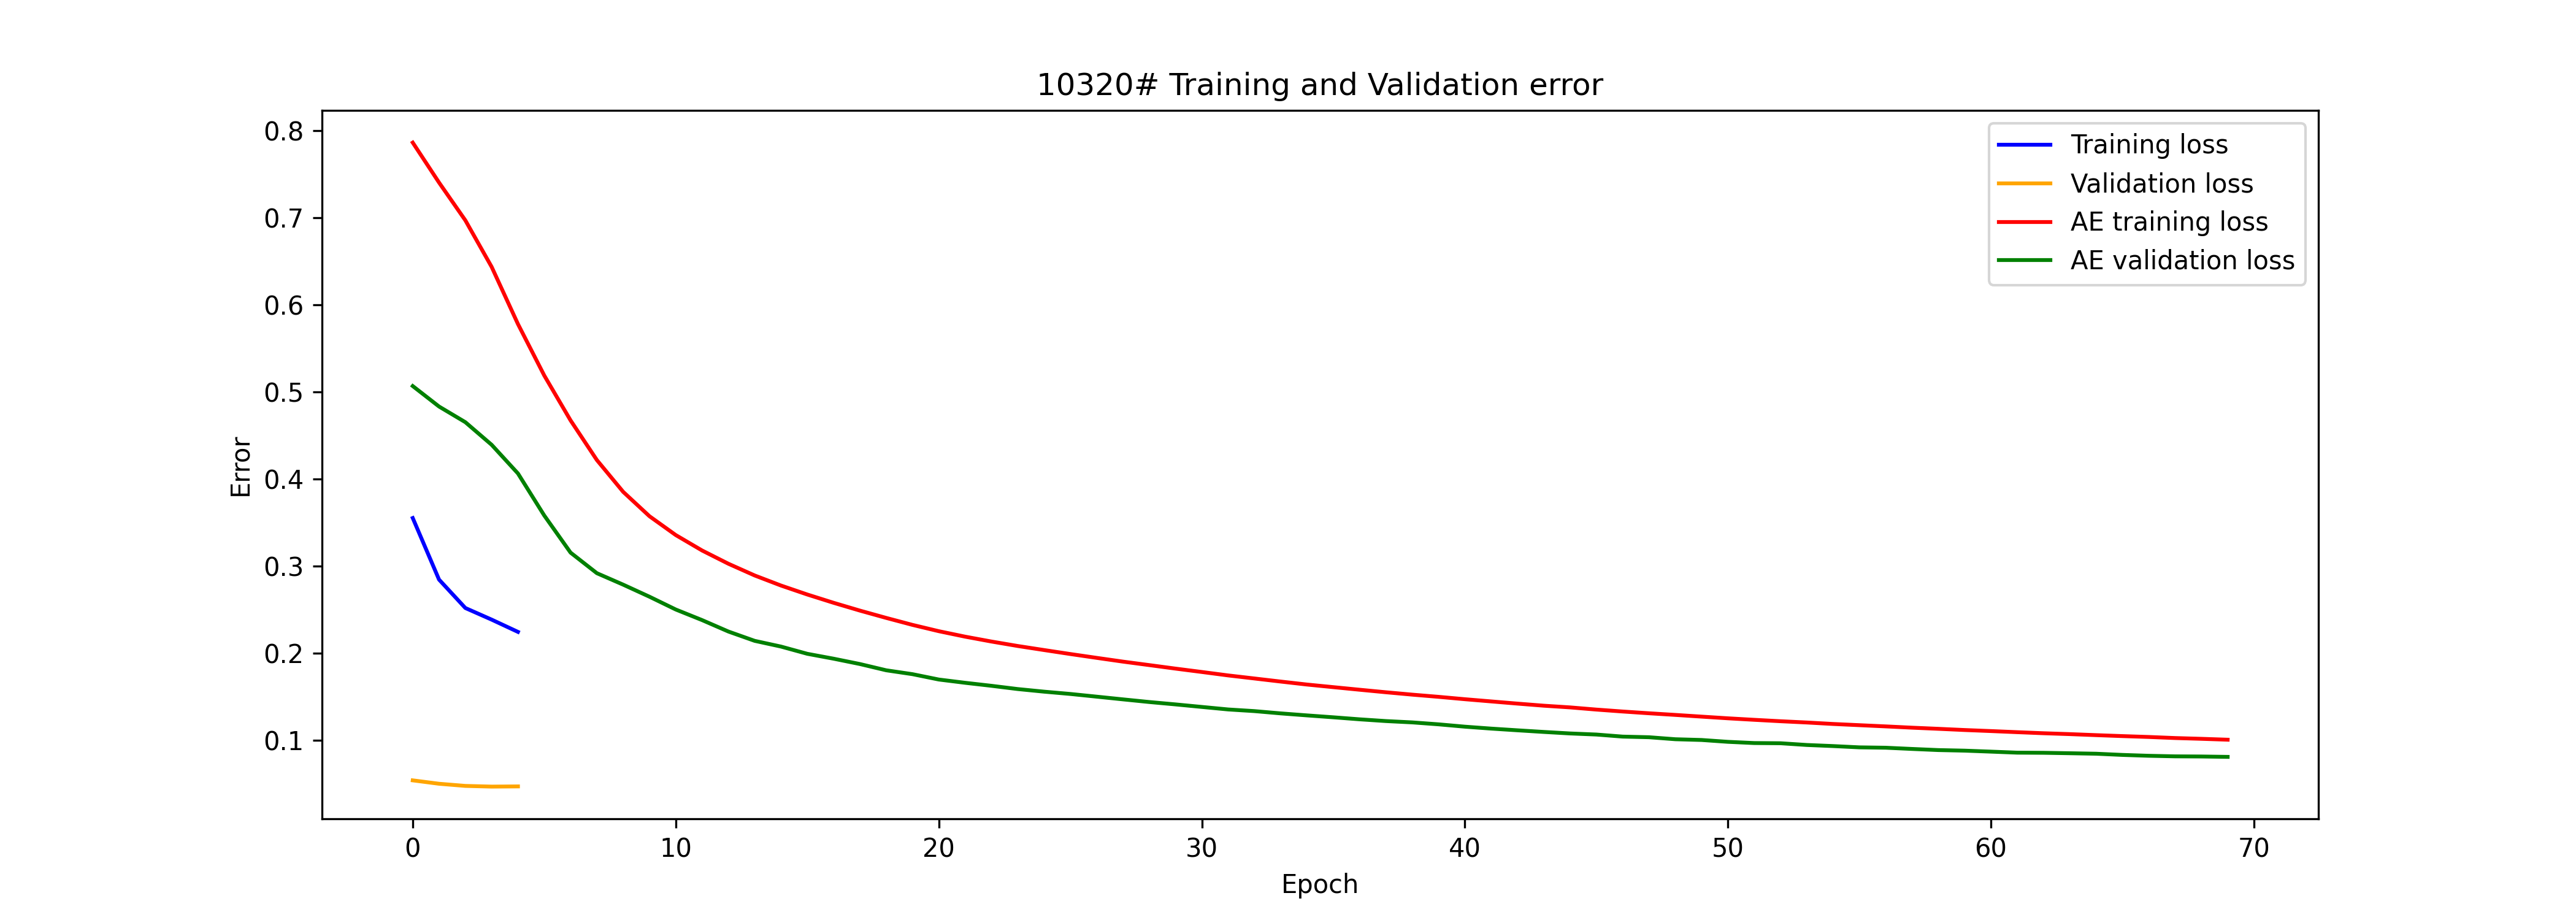 10320# Training and Validation error
Training loss
Validation loss
AE training loss
AE validation loss
Error
0.8
0.7
0.6
0.5
0.4
0.3
0.2
0.1
0 10 20 30 40 50 60 70
Epoch